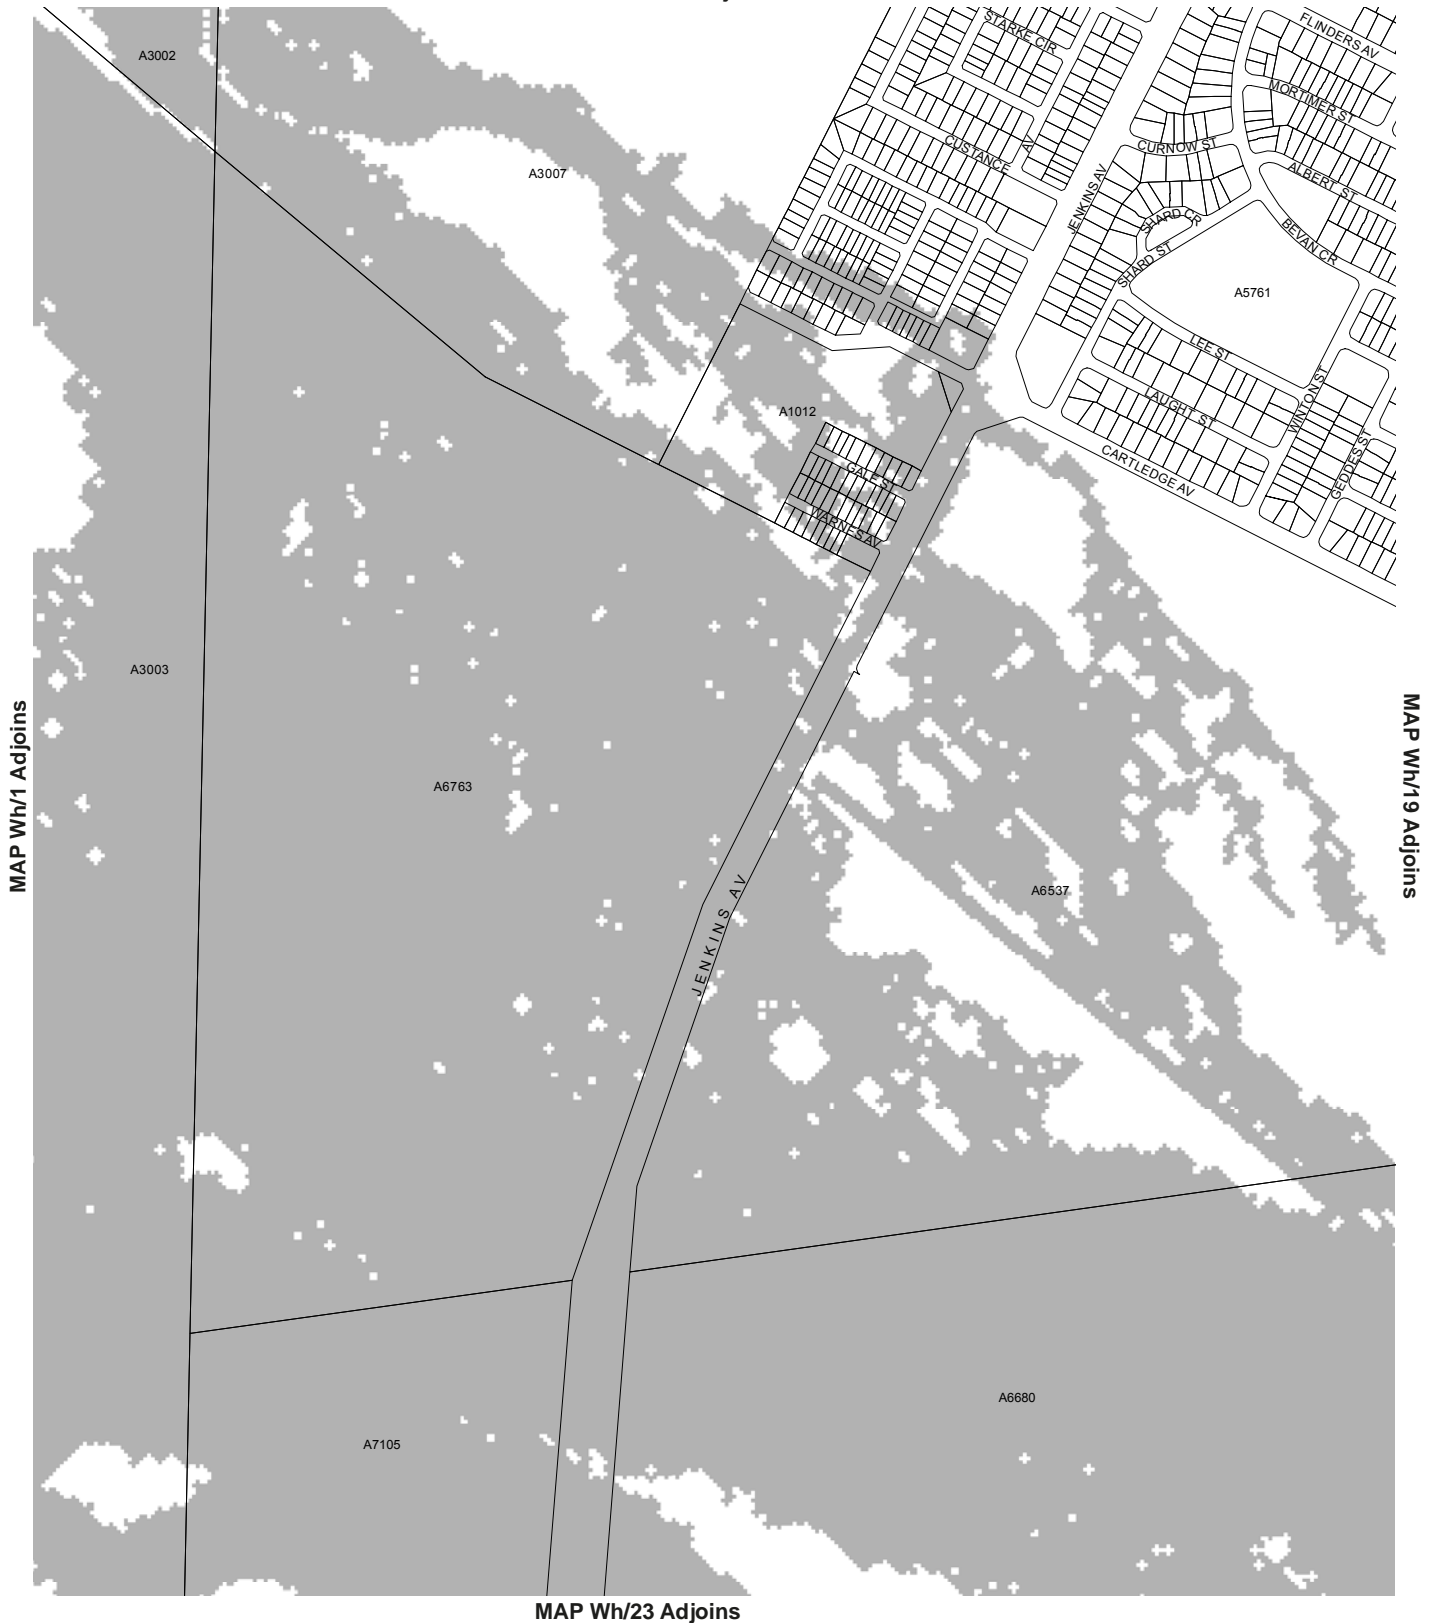 STARKE CIR
FLINDERS AV
A3002
MORTIMER ST
AV
CUSTANCE
CURNOW ST
A3007
ALBERT ST
JENKINS AV
SHARD CR
BEVAN CR
SHARD ST
A5761
LEE ST
WINTON ST
LAUGHT ST
A1012
CARTLEDGE AV
GEDDES ST
GALE ST
WARNES AV
A3003
MAP Wh/1 Adjoins
MAP Wh/19 Adjoins
A6763
A6537
JENKINS AV
A6680
A7105
MAP Wh/23 Adjoins